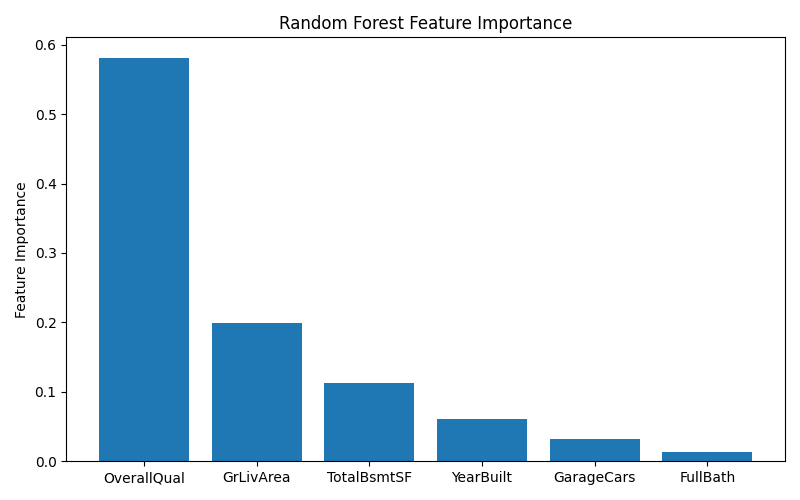 Random Forest Feature Importance
Feature Importance
0.6
0.5
0.4
0.3
0.2
0.1
0.0
OverallQual
GrLivArea
TotalBsmtSF
YearBuilt
GarageCars
FullBath